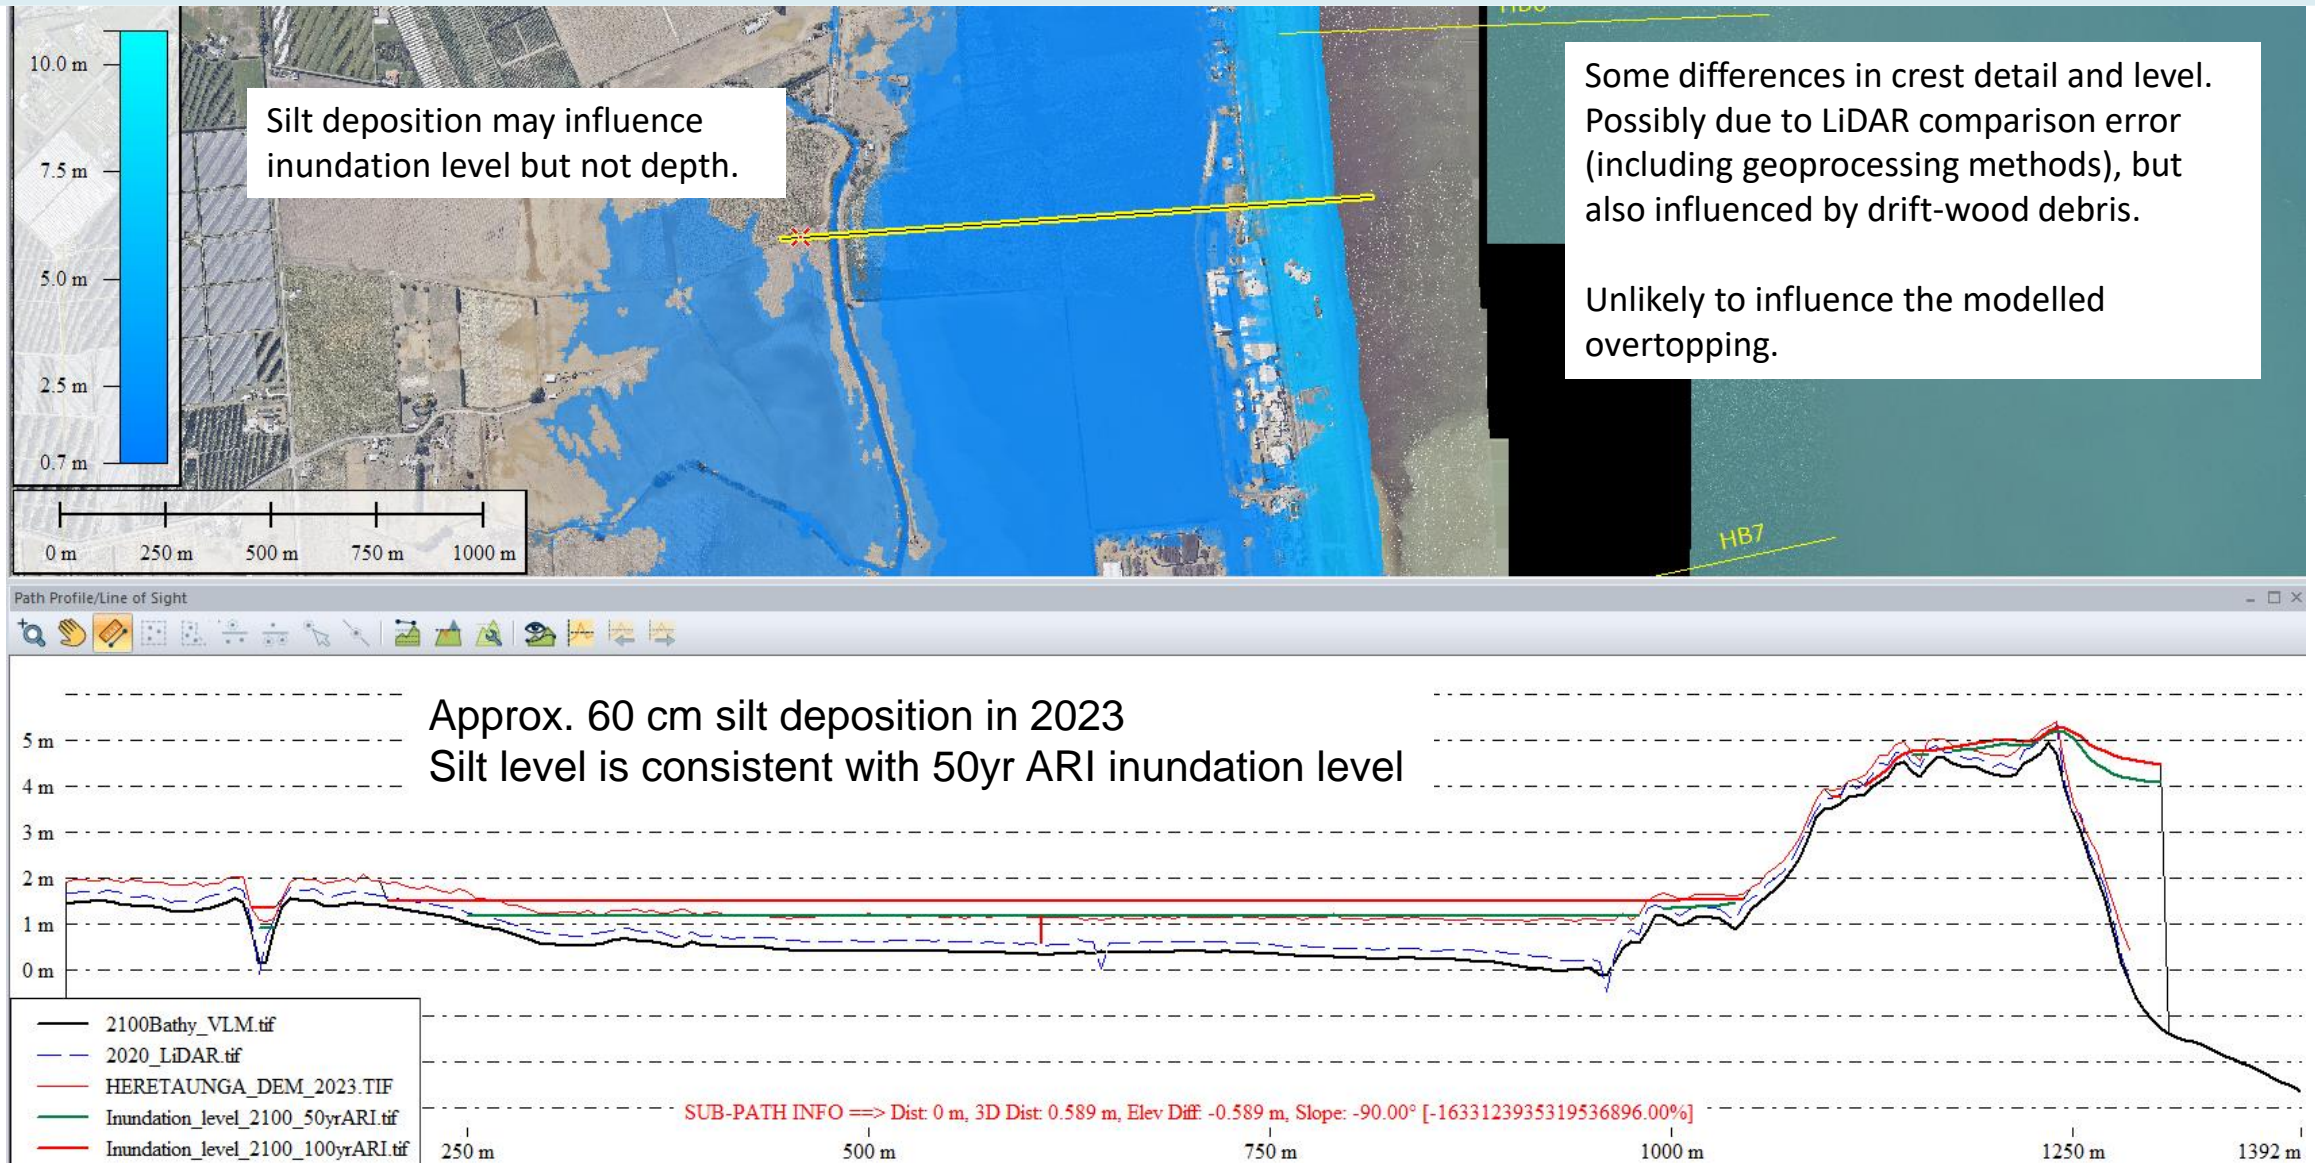 HB6
10.0 m
7.5 m
5.0 m
2.5 m
0.7 m
Silt deposition may influence
inundation level but not depth.
Some differences in crest detail and level.
Possibly due to LiDAR comparison error
(including geoprocessing methods), but
also influenced by drift-wood debris.
Unlikely to influence the modelled
overtopping.
0 m 250 m 500 m 750 m 1000 m
HB7
Path Profile/Line of Sight
Approx. 60 cm silt deposition in 2023
Silt level is consistent with 50yr ARI inundation level
5 m
4 m
3 m
2 m
1 m
0 m
2100Bathy_VLM.tif
2020_LiDAR.tif
HERETAUNGA_DEM_2023.TIF
Inundation_level_2100_50yrARI.tif
Inundation_level_2100_100yrARI.tif
SUB-PATH INFO ==> Dist: 0 m, 3D Dist: 0.589 m, Elev Diff: -0.589 m, Slope: -90.00° [-1633123935319536896.00%]
250 m 500 m 750 m 1000 m 1250 m 1392 m